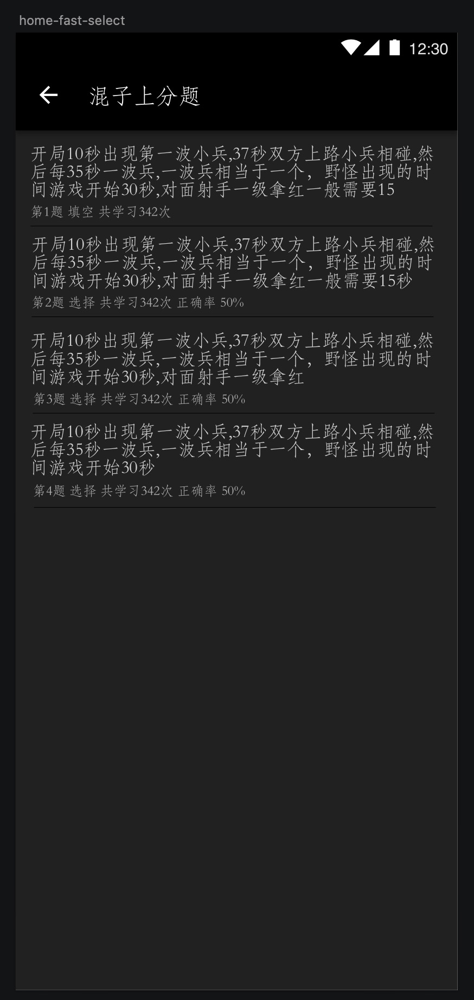 home-fast-select
12:30
混子上分题
开局10秒出现第一波小兵,37秒双方上路小兵相碰,然
后每35秒一波兵,一波兵相当于一个，野怪出现的时
间游戏开始30秒,对面射手一级拿红一般需要15
第1题 填空 共学习342次
开局10秒出现第一波小兵,37秒双方上路小兵相碰,然
后每35秒一波兵,一波兵相当于一个，野怪出现的时
间游戏开始30秒,对面射手一级拿红一般需要15秒
第2题 选择 共学习342次 正确率 50%
开局10秒出现第一波小兵,37秒双方上路小兵相碰,然
后每35秒一波兵,一波兵相当于一个，野怪出现的时
间游戏开始30秒,对面射手一级拿红
第3题 选择 共学习342次 正确率 50%
开局10秒出现第一波小兵,37秒双方上路小兵相碰,然
后每35秒一波兵,一波兵相当于一个，野怪出现的时
间游戏开始30秒
第4题 选择 共学习342次 正确率 50%